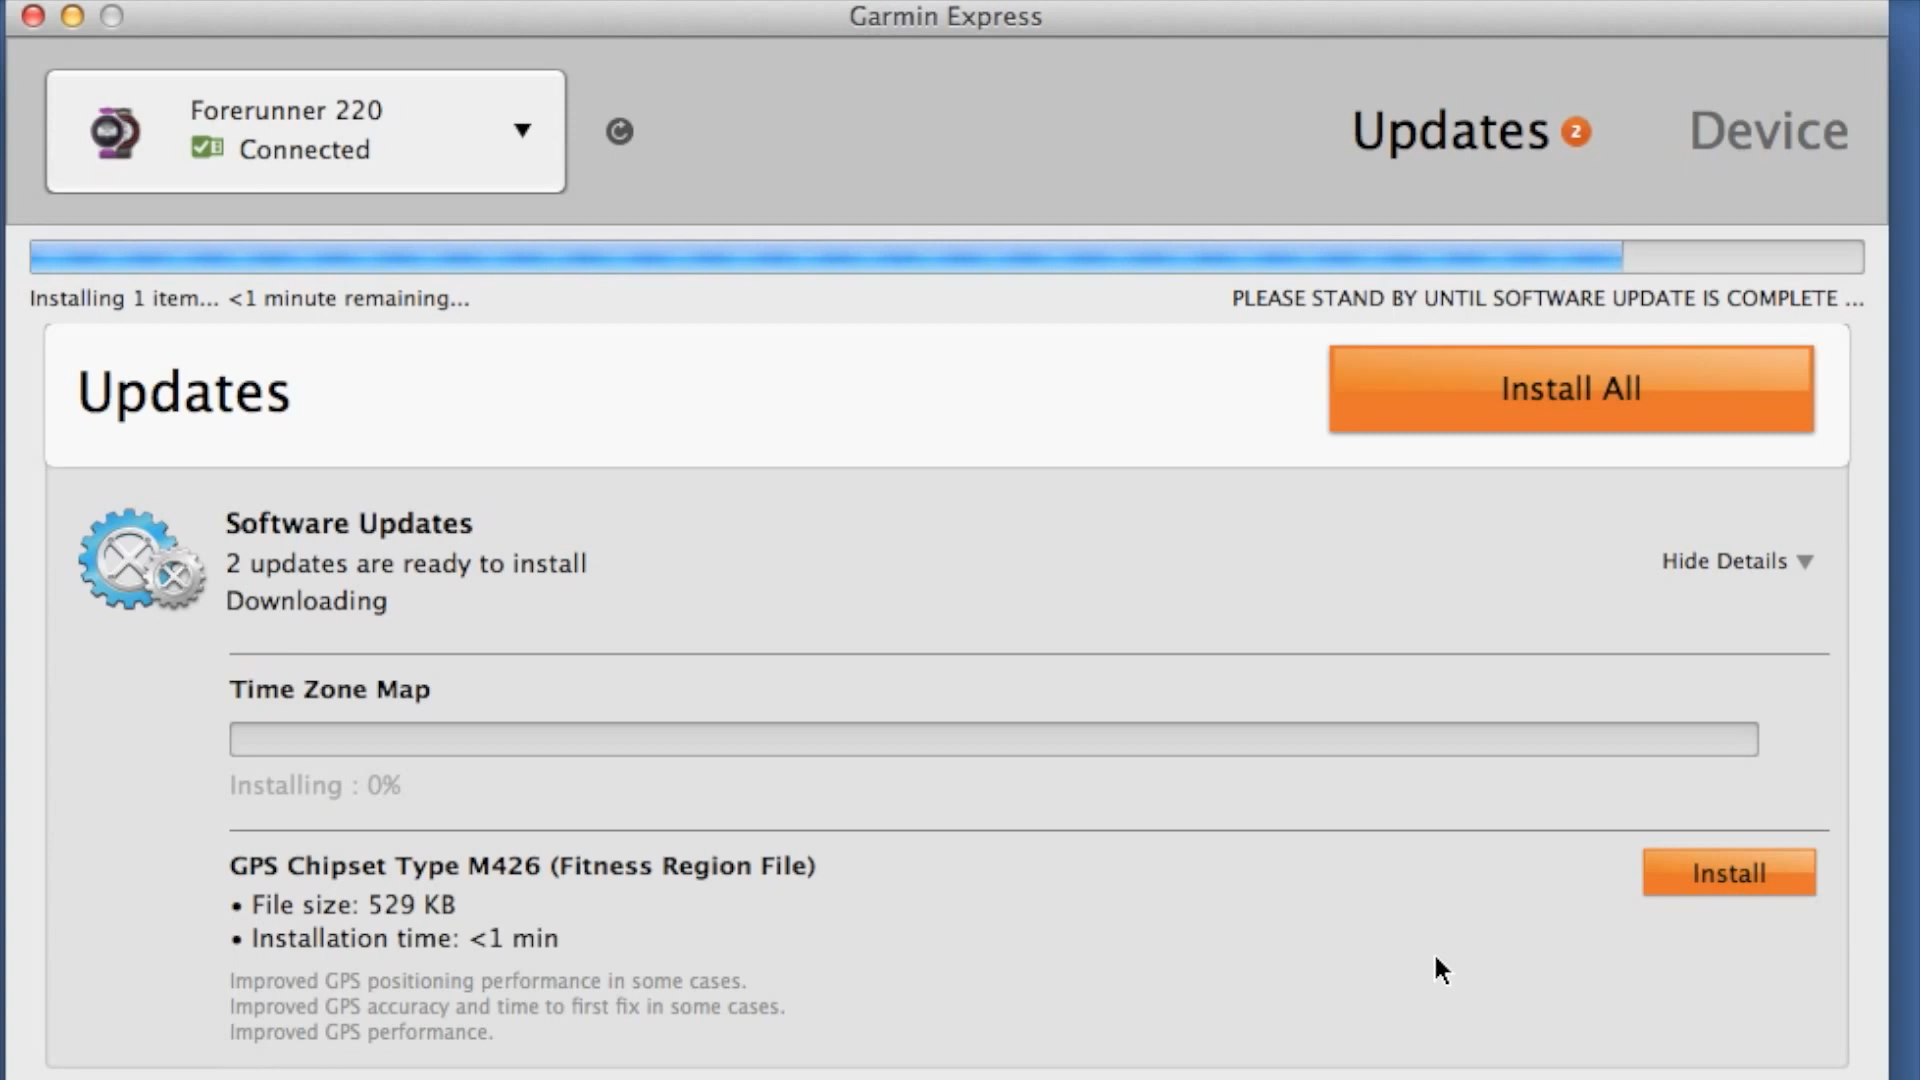 Garmin Express
Forerunner 220
Connected
Updates 2
Device
Installing 1 item... <1 minute remaining...
PLEASE STAND BY UNTIL SOFTWARE UPDATE IS COMPLETE ...
Updates
Install All
Software Updates
2 updates are ready to install
Downloading
Hide Details
Time Zone Map
Installing : 0%
GPS Chipset Type M426 (Fitness Region File)
Install
• File size: 529 KB
• Installation time: <1 min
Improved GPS positioning performance in some cases.
Improved GPS accuracy and time to first fix in some cases.
Improved GPS performance.